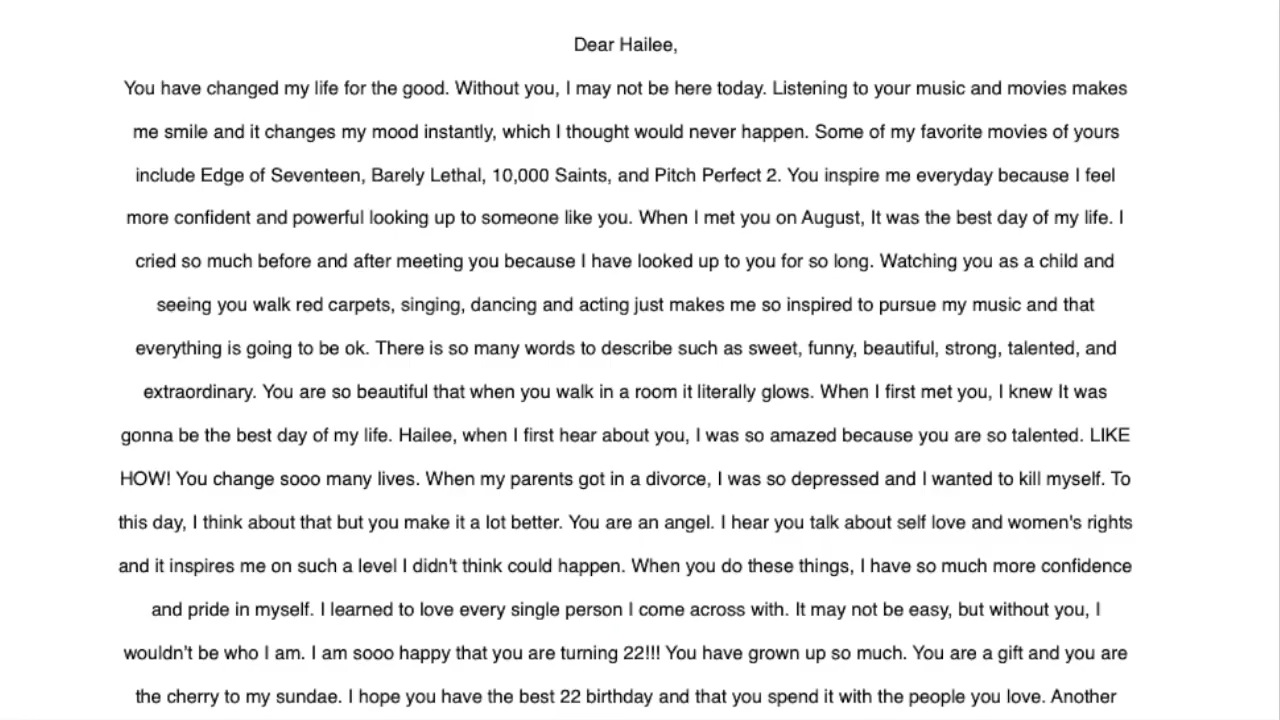 Dear Hailee,
You have changed my life for the good. Without you, I may not be here today. Listening to your music and movies makes
me smile and it changes my mood instantly, which I thought would never happen. Some of my favorite movies of yours
include Edge of Seventeen, Barely Lethal, 10,000 Saints, and Pitch Perfect 2. You inspire me everyday because I feel
more confident and powerful looking up to someone like you. When I met you on August, It was the best day of my life. I
cried so much before and after meeting you because I have looked up to you for so long. Watching you as a child and
seeing you walk red carpets, singing, dancing and acting just makes me so inspired to pursue my music and that
everything is going to be ok. There is so many words to describe such as sweet, funny, beautiful, strong, talented, and
extraordinary. You are so beautiful that when you walk in a room it literally glows. When I first met you, I knew It was
gonna be the best day of my life. Hailee, when I first hear about you, I was so amazed because you are so talented. LIKE
HOW! You change sooo many lives. When my parents got in a divorce, I was so depressed and I wanted to kill myself. To
this day, I think about that but you make it a lot better. You are an angel. I hear you talk about self love and women's rights
and it inspires me on such a level I didn't think could happen. When you do these things, I have so much more confidence
and pride in myself. I learned to love every single person I come across with. It may not be easy, but without you, I
wouldn't be who I am. I am sooo happy that you are turning 22!!! You have grown up so much. You are a gift and you are
the cherry to my sundae. I hope you have the best 22 birthday and that you spend it with the people you love. Another